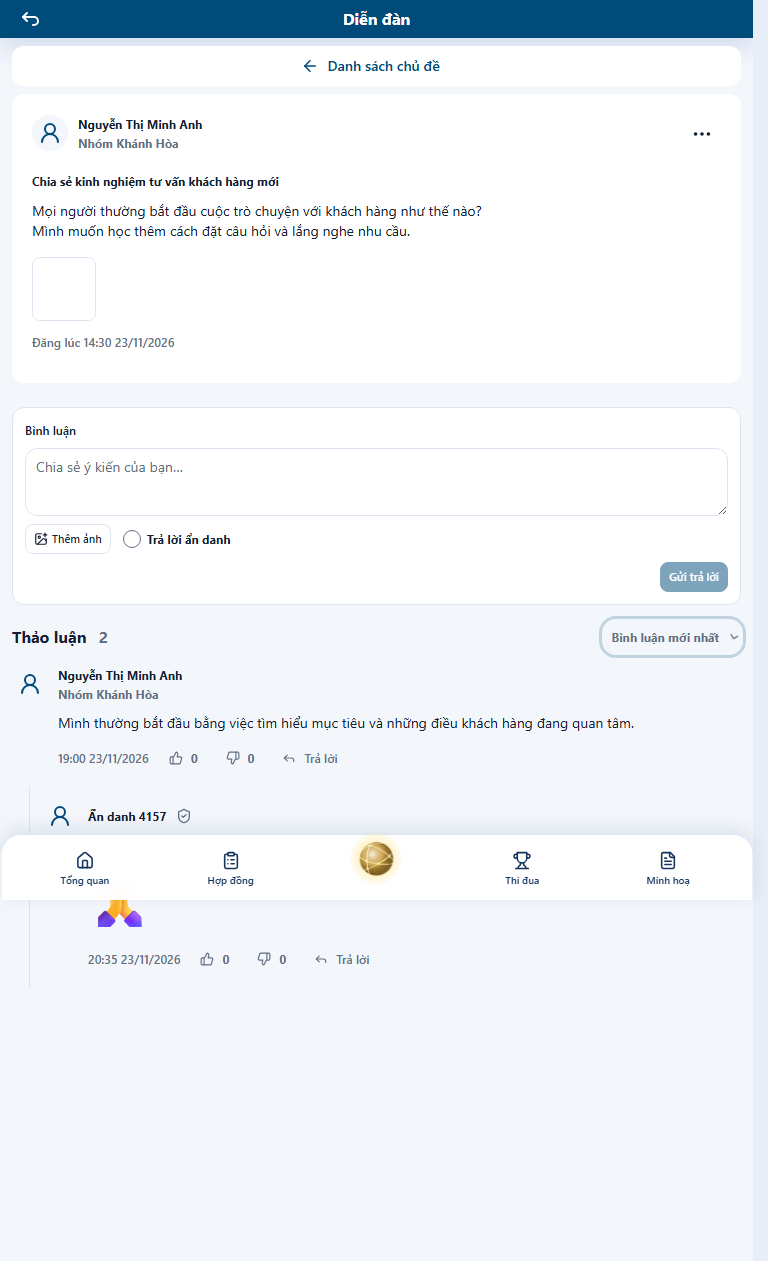 Diễn đàn
Danh sách chủ đề
Nguyễn Thị Minh Anh
Nhóm Khánh Hòa
Chia sẻ kinh nghiệm tư vấn khách hàng mới
Mọi người thường bắt đầu cuộc trò chuyện với khách hàng như thế nào?
Mình muốn học thêm cách đặt câu hỏi và lắng nghe nhu cầu.
Đăng lúc 14:30 23/11/2026
Bình luận
Chia sẻ ý kiến của bạn...
Thêm ảnh
Trả lời ẩn danh
Gửi trả lời
Thảo luận 2
Bình luận mới nhất
Nguyễn Thị Minh Anh
Nhóm Khánh Hòa
Mình thường bắt đầu bằng việc tìm hiểu mục tiêu và những điều khách hàng đang quan tâm.
19:00 23/11/2026 0 0 Trả lời
Ẩn danh 4157
Tổng quan Hợp đồng Thi đua Minh hoạ
20:35 23/11/2026 0 0 Trả lời